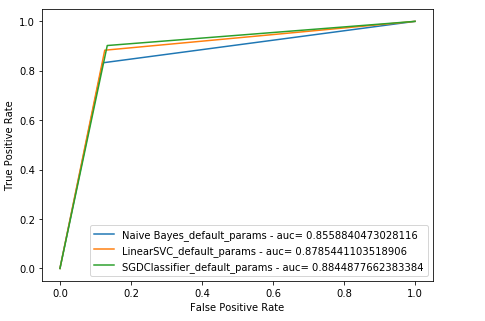 1.0
0.8
0.6
0.4
0.2
0.0
True Positive Rate
Naive Bayes_default_params - auc= 0.8558840473028116
LinearSVC_default_params - auc= 0.8785441103518906
SGDClassifier_default_params - auc= 0.8844877662383384
0.0 0.2 0.4 0.6 0.8 1.0
False Positive Rate